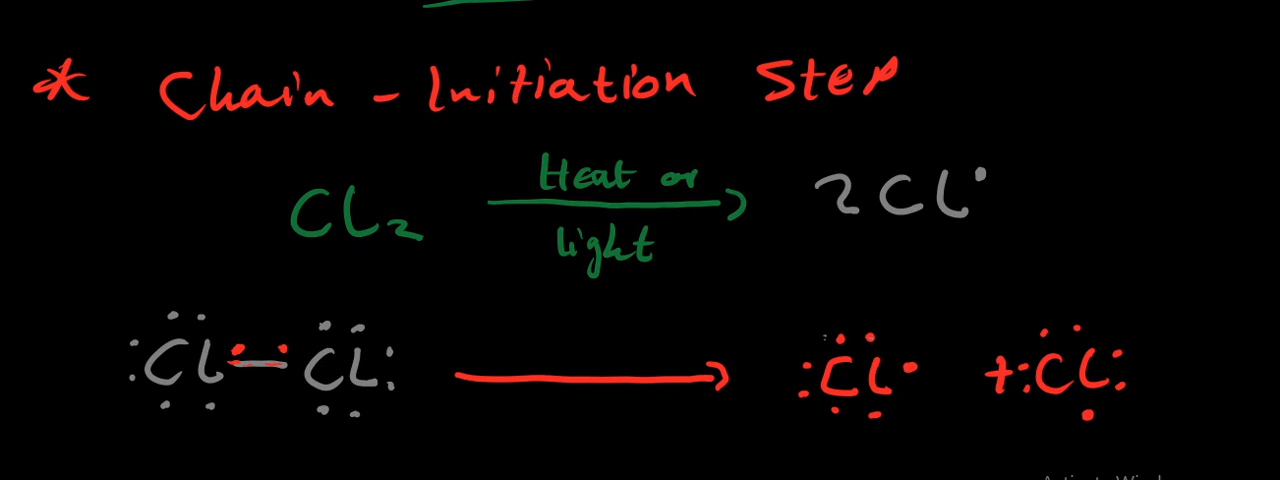 * Chain-Initiation Step
Heat or
Cl₂ → 2Cl•
light
:Cl–Cl: → :Cl• +:Cl: